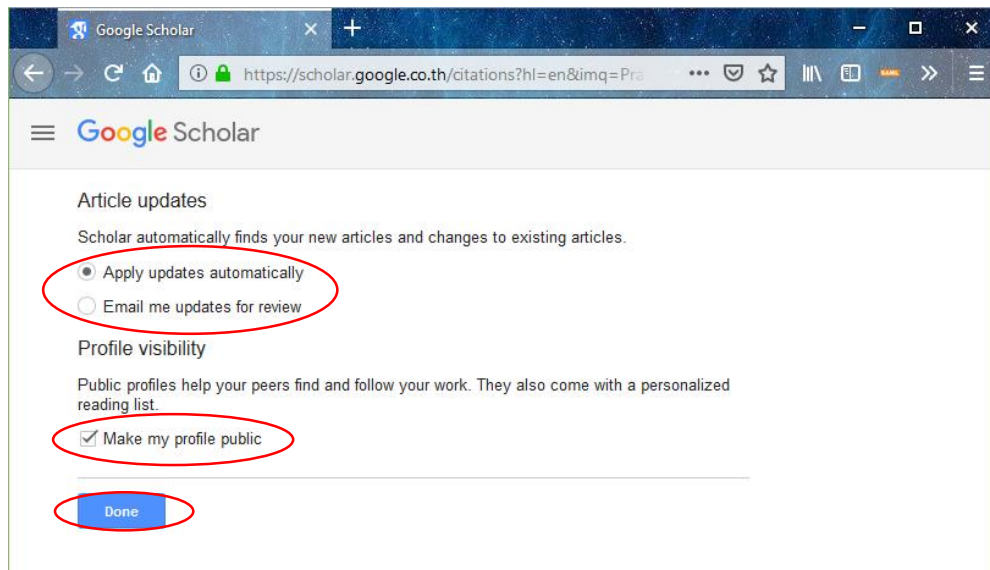 Google Scholar
https://scholar.google.co.th/citations?hl=en&imq=Pra
Google Scholar
Article updates
Scholar automatically finds your new articles and changes to existing articles.
Apply updates automatically
Email me updates for review
Profile visibility
Public profiles help your peers find and follow your work. They also come with a personalized
reading list.
Make my profile public
Done